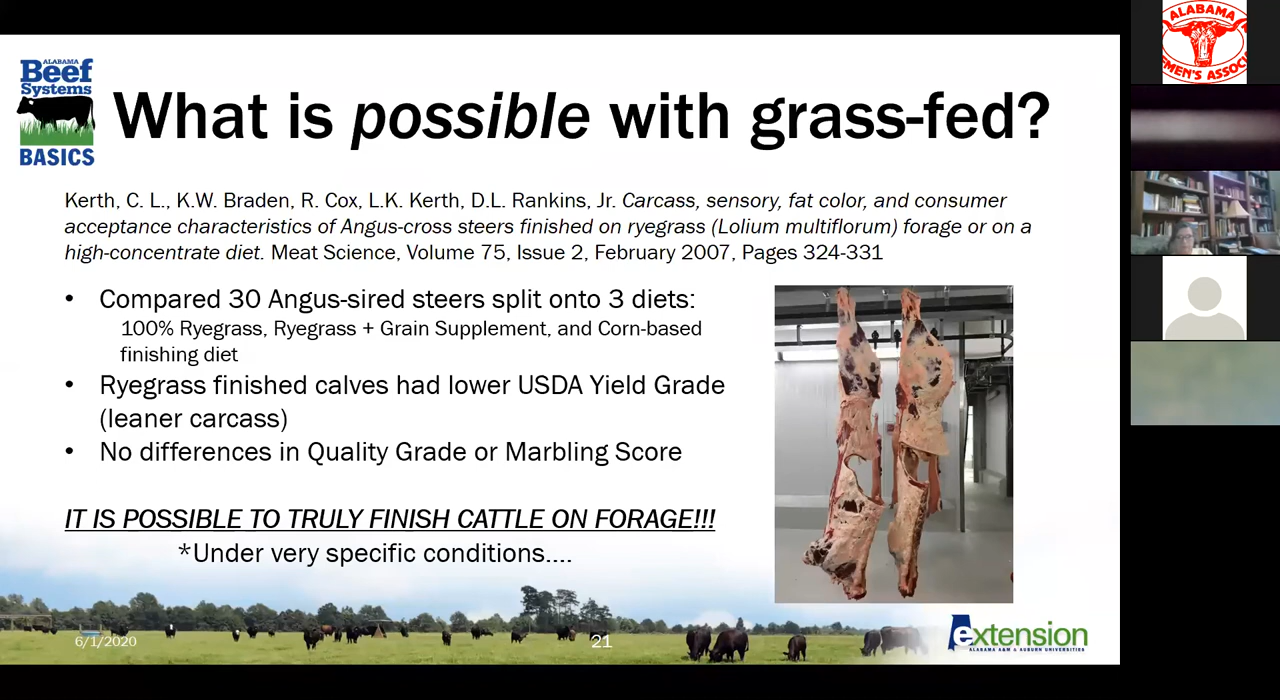 ALABAMA
Beef
Systems
BASICS
What is possible with grass-fed?
Kerth, C. L., K.W. Braden, R. Cox, L.K. Kerth, D.L. Rankins, Jr. Carcass, sensory, fat color, and consumer
acceptance characteristics of Angus-cross steers finished on ryegrass (Lolium multiflorum) forage or on a
high-concentrate diet. Meat Science, Volume 75, Issue 2, February 2007, Pages 324-331
• Compared 30 Angus-sired steers split onto 3 diets:
100% Ryegrass, Ryegrass + Grain Supplement, and Corn-based
finishing diet
• Ryegrass finished calves had lower USDA Yield Grade
(leaner carcass)
• No differences in Quality Grade or Marbling Score
IT IS POSSIBLE TO TRULY FINISH CATTLE ON FORAGE!!!
*Under very specific conditions....
6/1/2020
21
extension
ALABAMA A&M & AUBURN UNIVERSITIES
ALABAMA
EMEN'S ASSOC